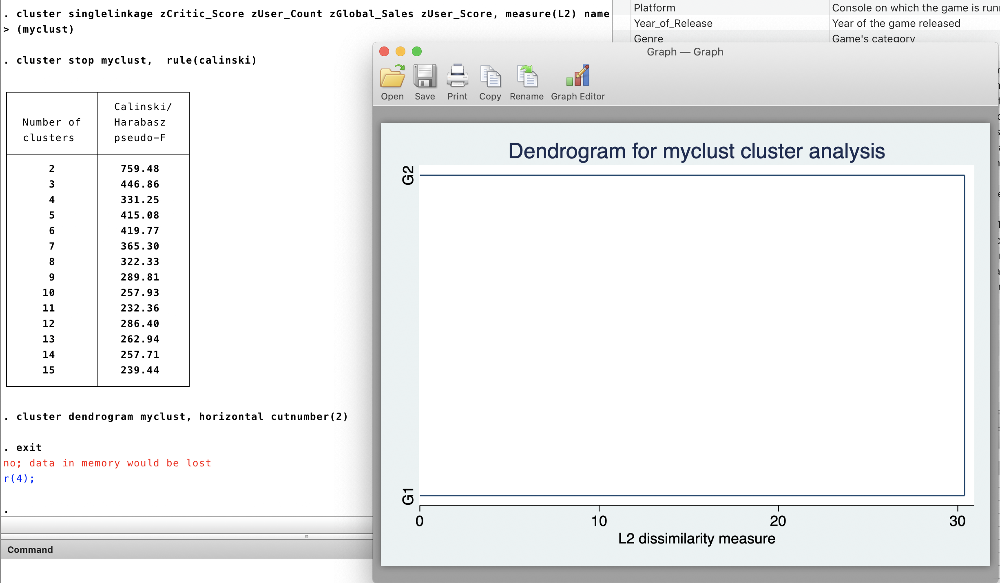 . cluster singlelinkage zCritic_Score zUser_Count zGlobal_Sales zUser_Score, measure(L2) name
> (myclust)
. cluster stop myclust,  rule(calinski)
Number of clusters
Calinski/ Harabasz pseudo-F
2 759.48
3 446.86
4 331.25
5 415.08
6 419.77
7 365.30
8 322.33
9 289.81
10 257.93
11 232.36
12 286.40
13 262.94
14 257.71
15 239.44
. cluster dendrogram myclust, horizontal cutnumber(2)
. exit
no; data in memory would be lost
r(4);
.
Command
Platform Console on which the game is
Year_of_Release Year of the game released
Genre Game's category
Graph — Graph
Open Save Print Copy Rename Graph Editor
Dendrogram for myclust cluster analysis
G2
G1
0 10 20 30
L2 dissimilarity measure